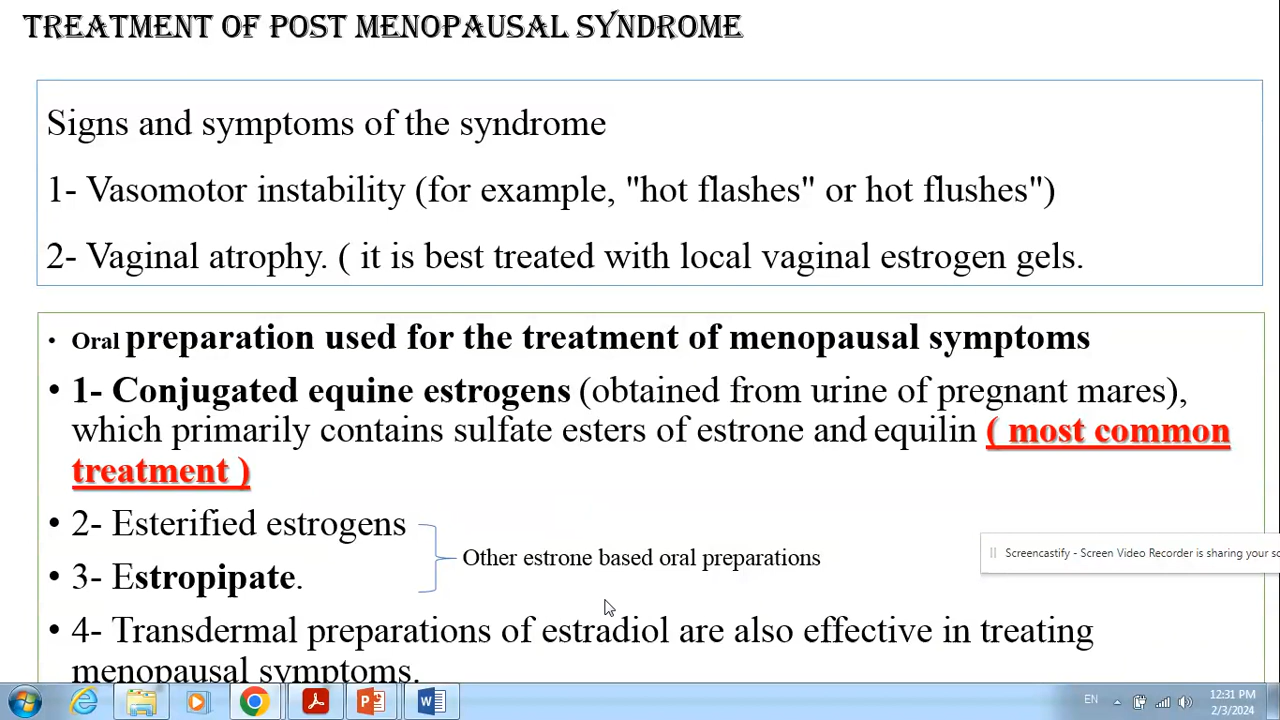 TREATMENT OF POST MENOPAUSAL SYNDROME
Signs and symptoms of the syndrome
1- Vasomotor instability (for example, "hot flashes" or hot flushes")
2- Vaginal atrophy. ( it is best treated with local vaginal estrogen gels.
• Oral preparation used for the treatment of menopausal symptoms
• 1- Conjugated equine estrogens (obtained from urine of pregnant mares),
which primarily contains sulfate esters of estrone and equilin ( most common
treatment )
• 2- Esterified estrogens
Other estrone based oral preparations
• 3- Estropipate.
• 4- Transdermal preparations of estradiol are also effective in treating
menopausal symptoms.
Screencastify - Screen Video Recorder is sharing your
EN
12:31 PM
2/3/2024